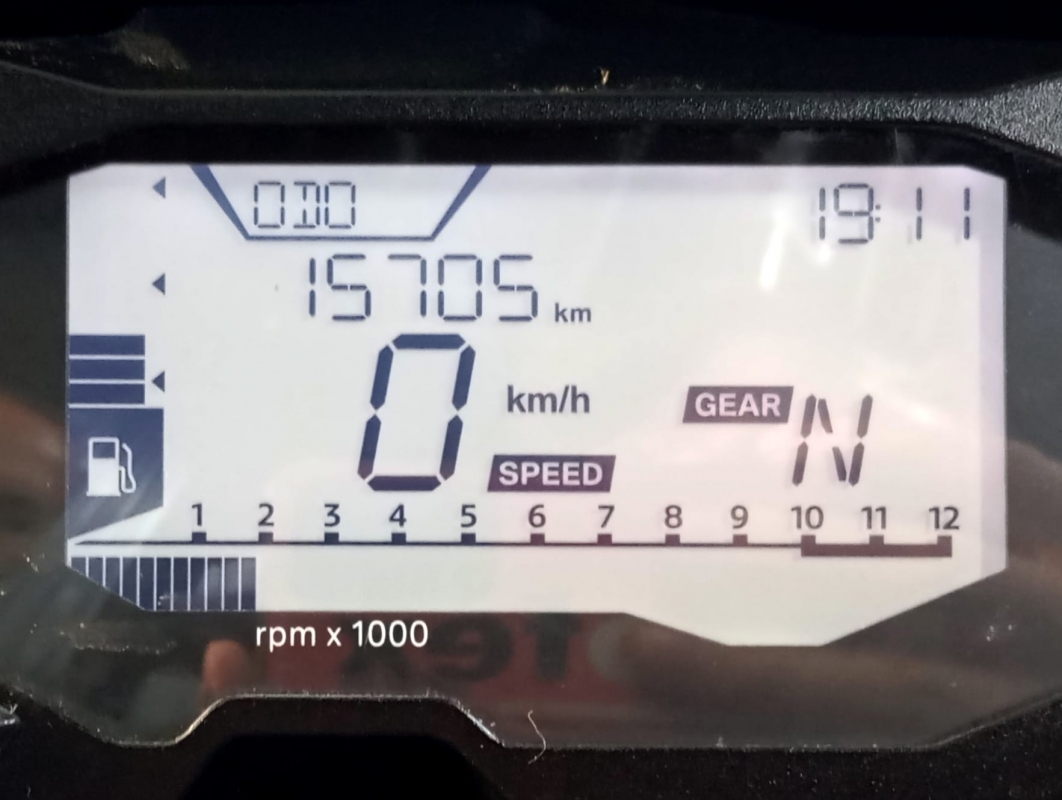 ODO
19:11
15705 km
0 km/h
GEAR N
SPEED
1 2 3 4 5 6 7 8 9 10 11 12
rpm x 1000